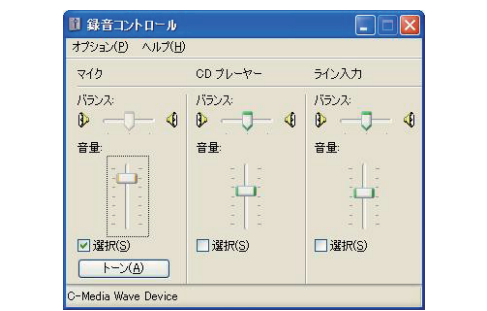 録音コントロール
オプション(P) ヘルプ(H)
マイク CD プレーヤー ライン入力
バランス: バランス: バランス:
音量: 音量: 音量:
選択(S) 選択(S) 選択(S)
トーン(A)
C-Media Wave Device